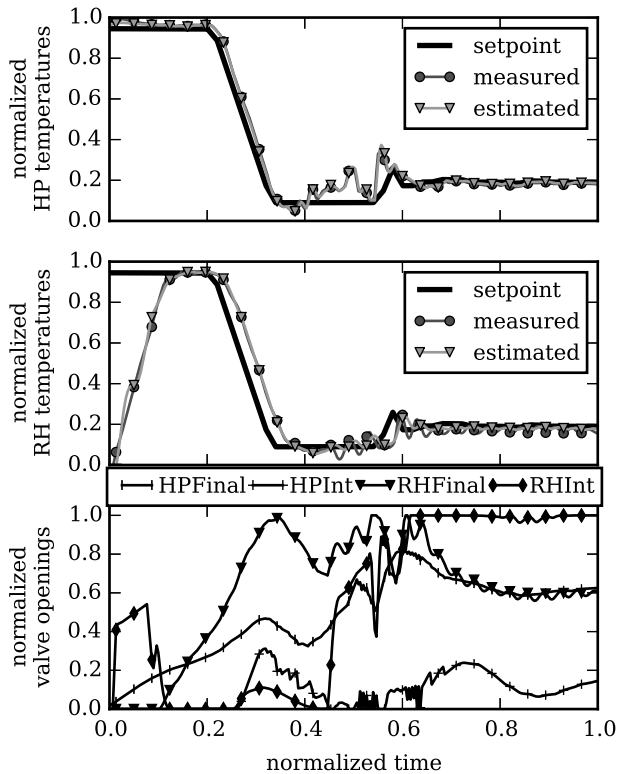 normalized
HP temperatures
1.0
0.8
0.6
0.4
0.2
0.0
setpoint
measured
estimated
normalized
RH temperatures
1.0
0.8
0.6
0.4
0.2
0.0
setpoint
measured
estimated
HPFinal HPInt RHFinal RHInt
normalized
valve openings
1.0
0.8
0.6
0.4
0.2
0.0
0.0 0.2 0.4 0.6 0.8 1.0
normalized time